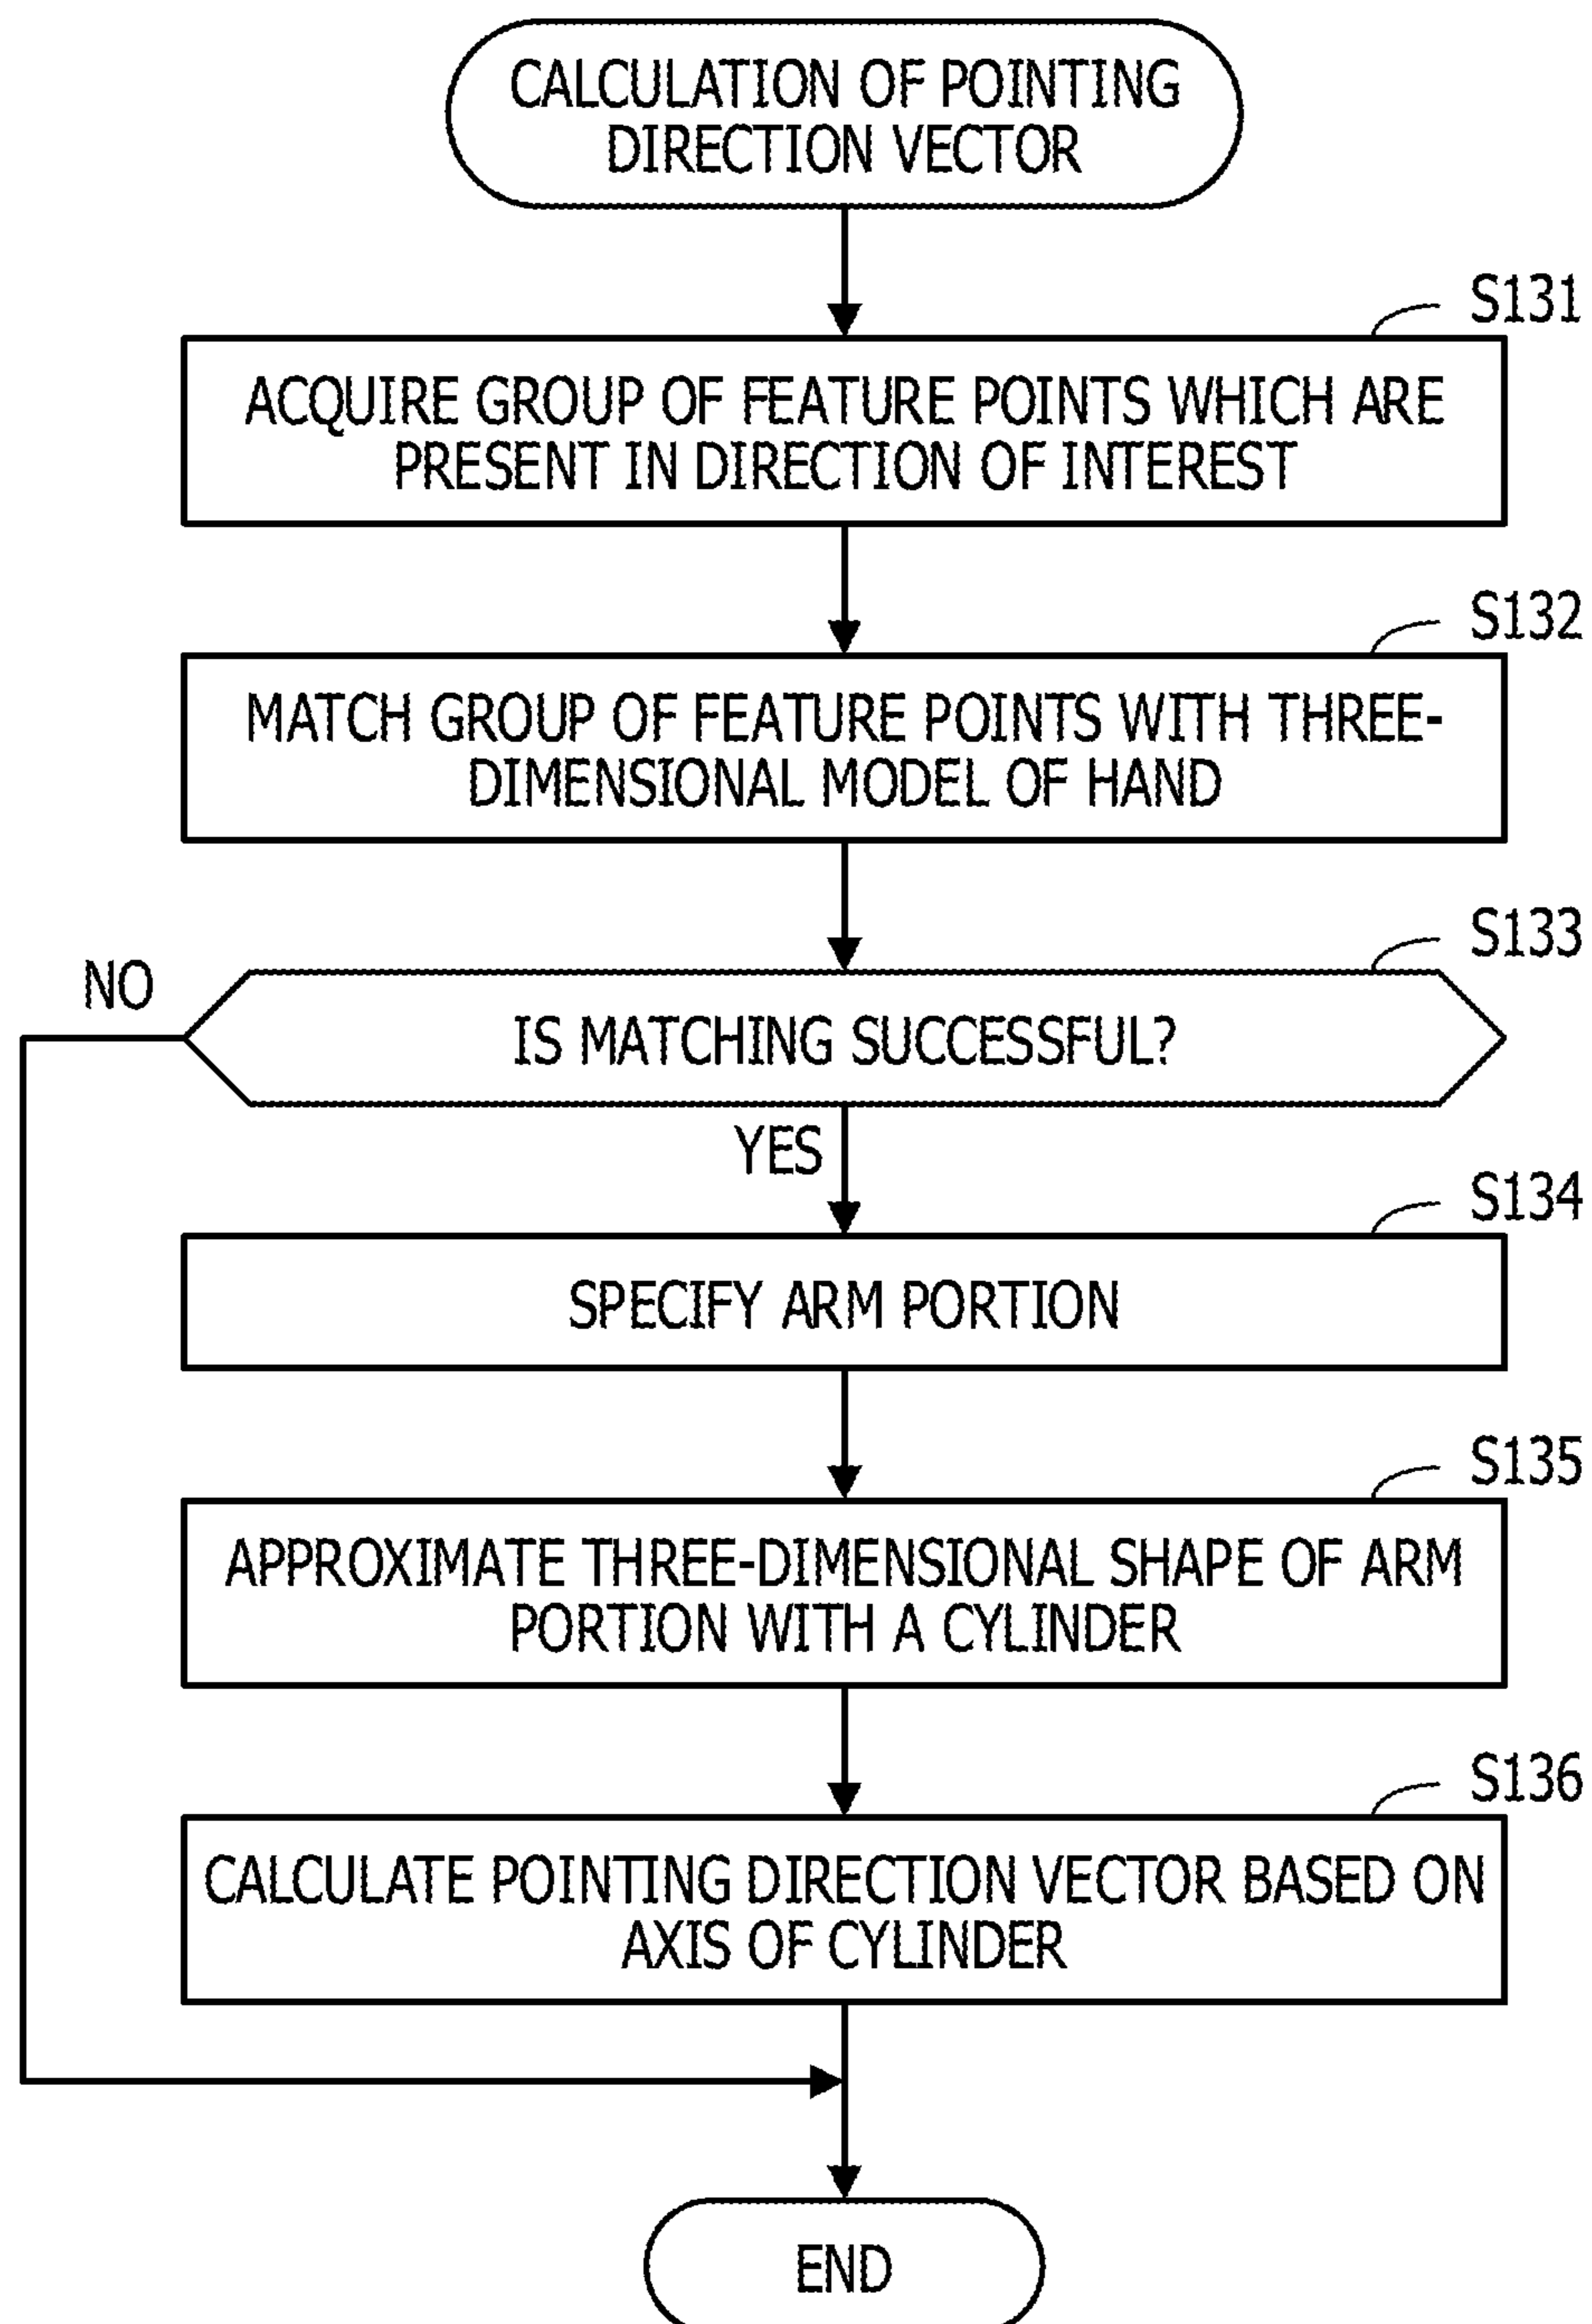 CALCULATION OF POINTING
DIRECTION VECTOR
S131
ACQUIRE GROUP OF FEATURE POINTS WHICH ARE
PRESENT IN DIRECTION OF INTEREST
S132
MATCH GROUP OF FEATURE POINTS WITH THREE-
DIMENSIONAL MODEL OF HAND
S133
NO
IS MATCHING SUCCESSFUL?
YES
S134
SPECIFY ARM PORTION
S135
APPROXIMATE THREE-DIMENSIONAL SHAPE OF ARM
PORTION WITH A CYLINDER
S136
CALCULATE POINTING DIRECTION VECTOR BASED ON
AXIS OF CYLINDER
END